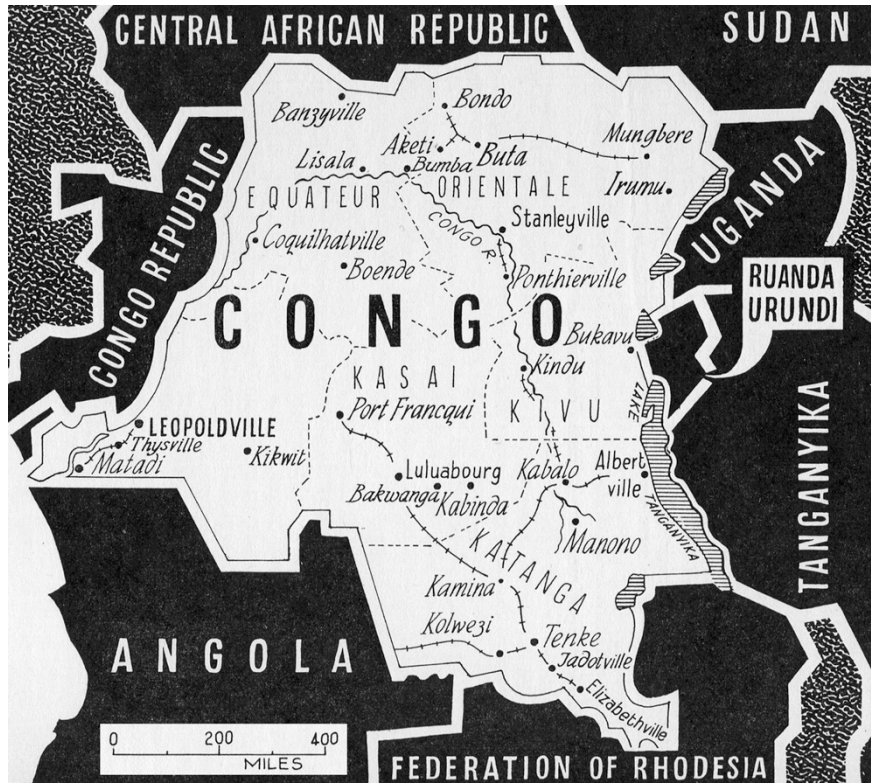 CENTRAL AFRICAN REPUBLIC
SUDAN
Banzyville
Bondo
Mungbere
Aketi
Buta
Lisala
Bumba
Irumu
EQUATEUR
ORIENTALE
UGANDA
CONGO REPUBLIC
Stanleyville
CONGO R.
Coquilhatville
Boende
Ponthierville
RUANDA
URUNDI
CONGO
Bukavu
Kindu
KASAI
KIVU
LAKE
TANGANYIKA
Port Francqui
LEOPOLDVILLE
Thysville
Matadi
Kikwit
Luluabourg
Kabalo
Albert
ville
Bakwanga
Kabinda
TANGANYIKA
Manono
KATANGA
Kamina
Kolwezi
Tenke
Jadotville
Elizabethville
ANGOLA
0 200 400
MILES
FEDERATION OF RHODESIA